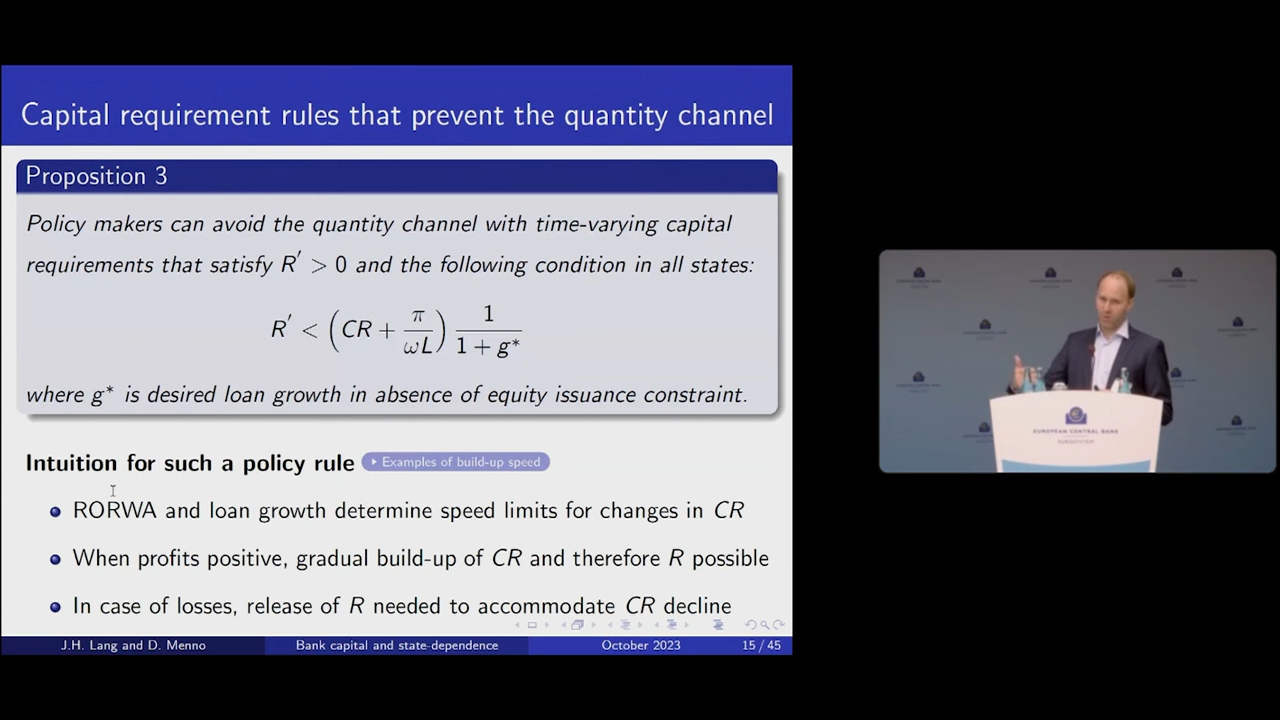 Capital requirement rules that prevent the quantity channel
Proposition 3
Policy makers can avoid the quantity channel with time-varying capital
requirements that satisfy R′ > 0 and the following condition in all states:
R′ < (CR + π/ωL) 1/(1 + g*)
where g* is desired loan growth in absence of equity issuance constraint.
Intuition for such a policy rule
Examples of build-up speed
RORWA and loan growth determine speed limits for changes in CR
When profits positive, gradual build-up of CR and therefore R possible
In case of losses, release of R needed to accommodate CR decline
J.H. Lang and D. Menno
Bank capital and state-dependence
October 2023
15 / 45
EUROPEAN CENTRAL BANK
EUROSYSTEM